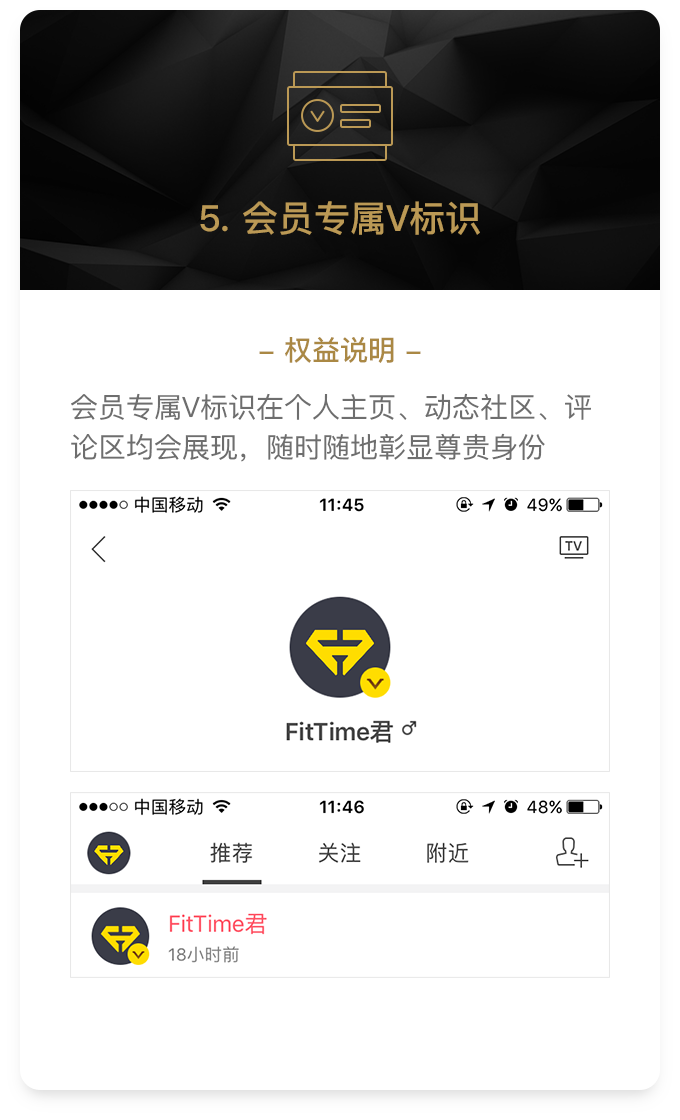 5. 会员专属V标识
– 权益说明 –
会员专属V标识在个人主页、动态社区、评
论区均会展现，随时随地彰显尊贵身份
中国移动 11:45 49%
TV
FitTime君
中国移动 11:46 48%
推荐 关注 附近
FitTime君
18小时前